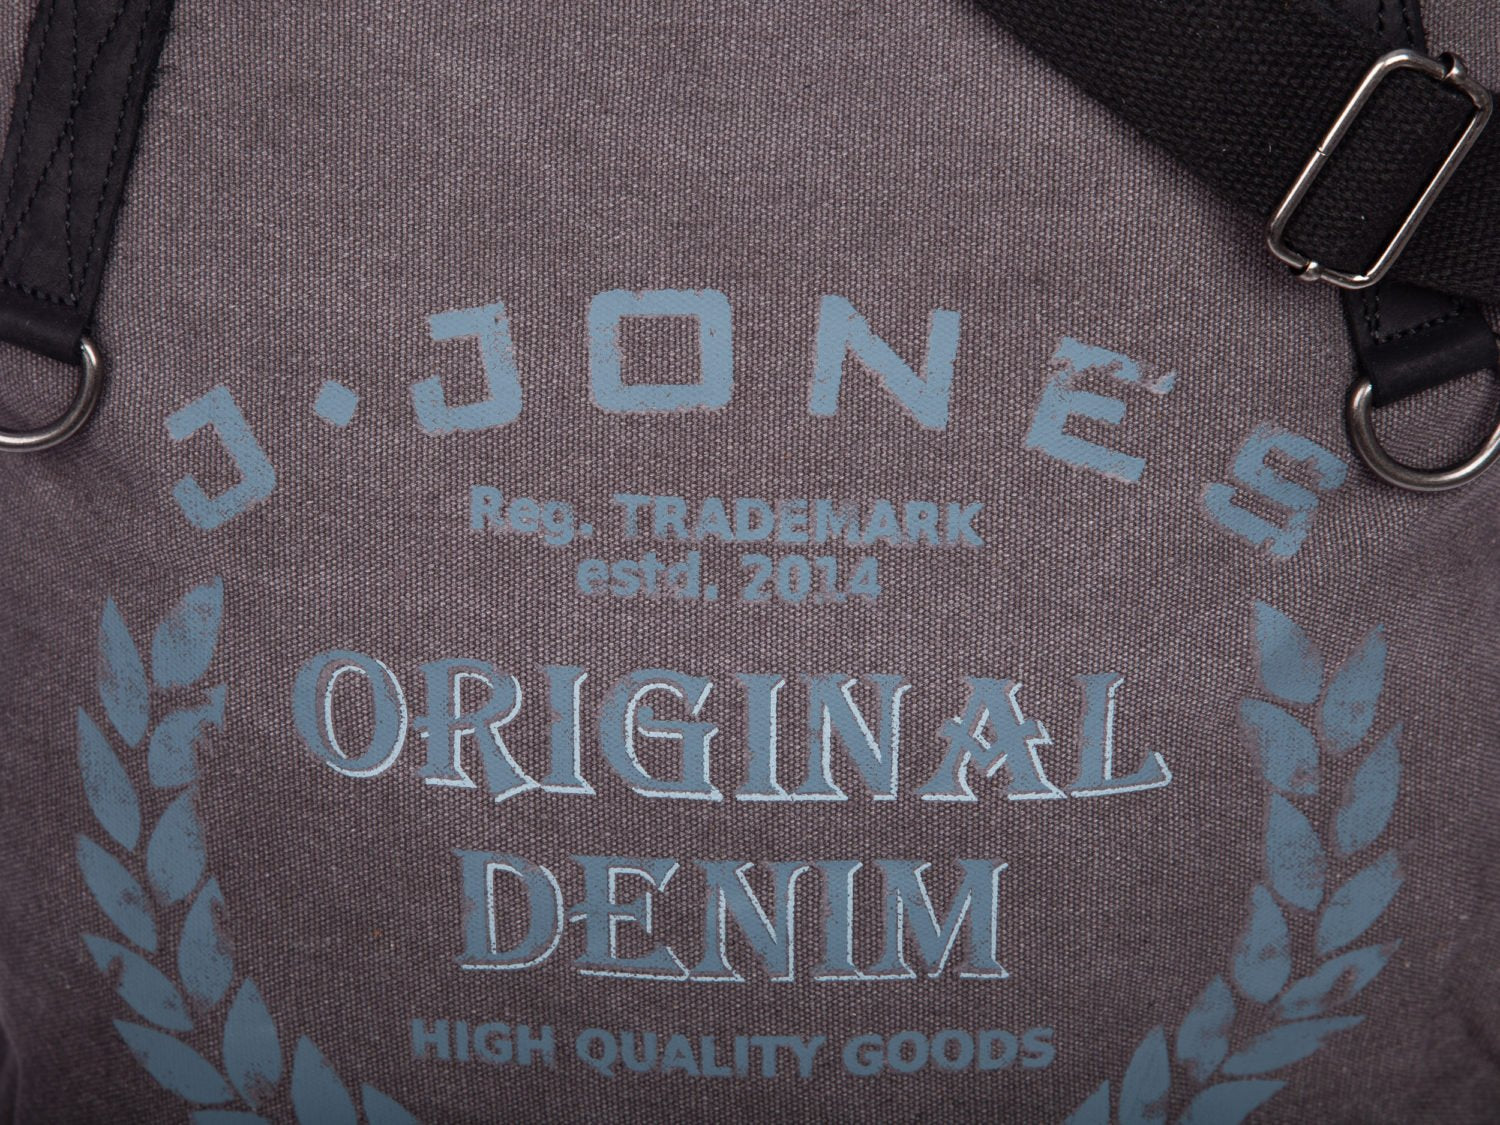 J·JONES
Reg. TRADEMARK
estd. 2014
ORIGINAL
DENIM
HIGH QUALITY GOODS